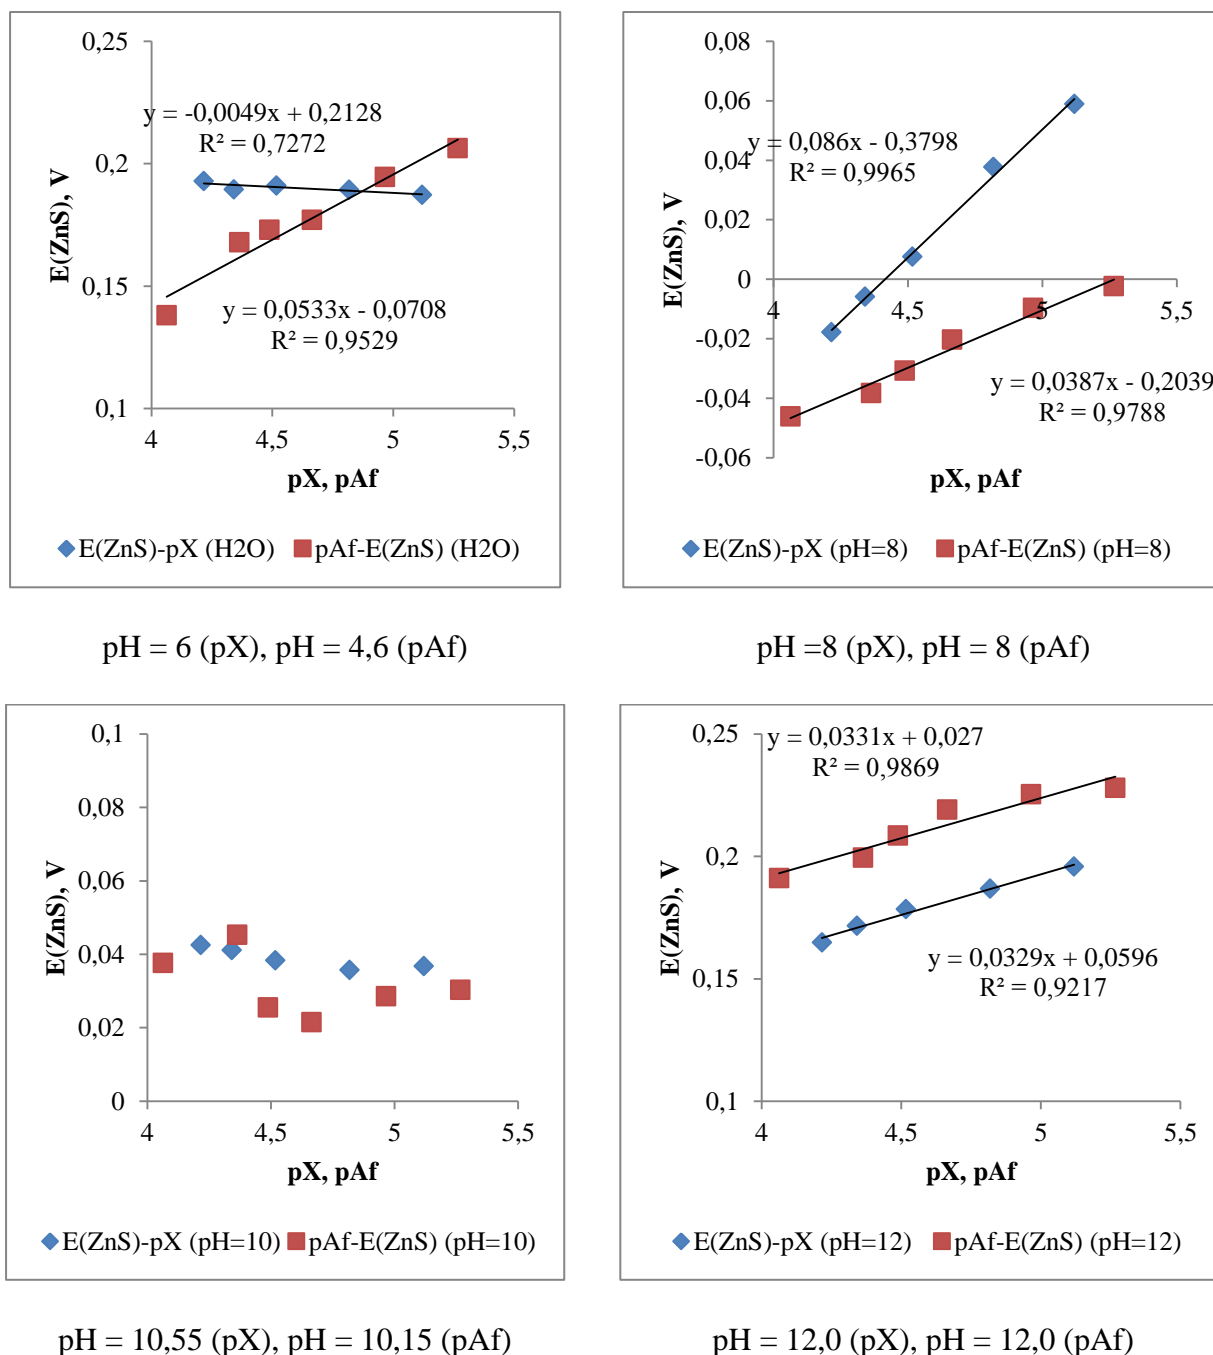 0,25
y = -0,0049x + 0,2128
R² = 0,7272
0,2
E(ZnS), V
0,15
y = 0,0533x - 0,0708
R² = 0,9529
0,1
4 4,5 5 5,5
pX, pAf
E(ZnS)-pX (H2O) pAf-E(ZnS) (H2O)
0,08
0,06
y = 0,086x - 0,3798
0,04
R² = 0,9965
0,02
E(ZnS), V
0
4 4,5 5 5,5
-0,02
y = 0,0387x - 0,2039
-0,04
R² = 0,9788
-0,06
pX, pAf
E(ZnS)-pX (pH=8) pAf-E(ZnS) (pH=8)
pH = 6 (pX), pH = 4,6 (pAf)
pH =8 (pX), pH = 8 (pAf)
0,1
0,08
0,06
E(ZnS), V
0,04
0,02
0
4 4,5 5 5,5
pX, pAf
E(ZnS)-pX (pH=10) pAf-E(ZnS) (pH=10)
0,25
y = 0,0331x + 0,027
R² = 0,9869
0,2
E(ZnS), V
y = 0,0329x + 0,0596
0,15
R² = 0,9217
0,1
4 4,5 5 5,5
pX, pAf
E(ZnS)-pX (pH=12) pAf-E(ZnS) (pH=12)
pH = 10,55 (pX), pH = 10,15 (pAf)
pH = 12,0 (pX), pH = 12,0 (pAf)